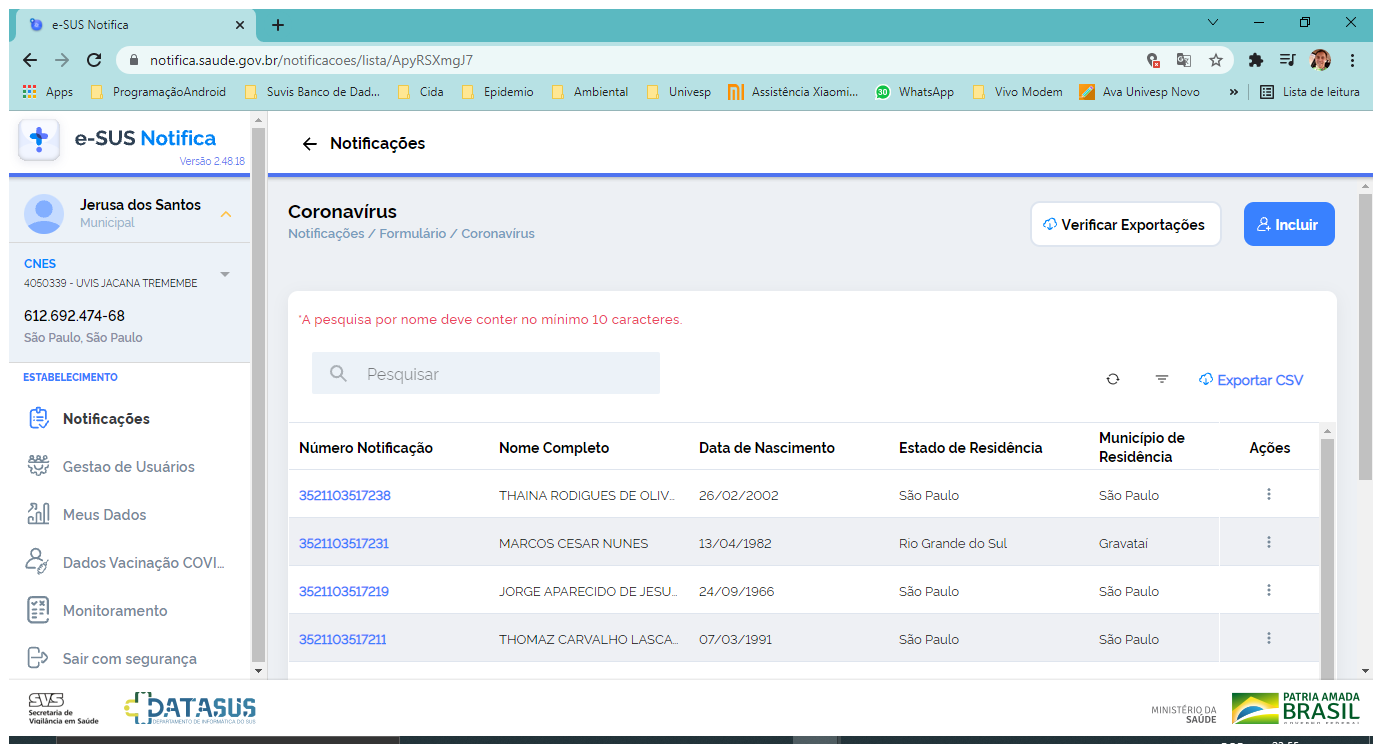 e-SUS Notifica
notifica.saude.gov.br/notificacoes/lista/ApyRSXmgJ7
Apps ProgramaçãoAndroid Suvis Banco de Dad... Cida Epidemio Ambiental Univesp Assistência Xiaomi... 30 WhatsApp Vivo Modem Ava Univesp Novo » Lista de leitura
e-SUS Notifica
Versão 2.48.18
Notificações
Jerusa dos Santos
Municipal
CNES
4050339 - UVIS JACANA TREMEMBE
612.692.474-68
São Paulo, São Paulo
ESTABELECIMENTO
Notificações
Gestao de Usuários
Meus Dados
Dados Vacinação COVI...
Monitoramento
Sair com segurança
Coronavírus
Notificações / Formulário / Coronavírus
Verificar Exportações
Incluir
*A pesquisa por nome deve conter no mínimo 10 caracteres.
Pesquisar
Exportar CSV
Número Notificação Nome Completo Data de Nascimento Estado de Residência Município de Residência Ações
3521103517238 THAINA RODIGUES DE OLIV... 26/02/2002 São Paulo São Paulo
3521103517231 MARCOS CESAR NUNES 13/04/1982 Rio Grande do Sul Gravataí
3521103517219 JORGE APARECIDO DE JESU... 24/09/1966 São Paulo São Paulo
3521103517211 THOMAZ CARVALHO LASCA... 07/03/1991 São Paulo São Paulo
SVS
Secretaria de
Vigilância em Saúde
DATASUS
DEPARTAMENTO DE INFORMÁTICA DO SUS
MINISTÉRIO DA
SAÚDE
PÁTRIA AMADA
BRASIL
GOVERNO FEDERAL